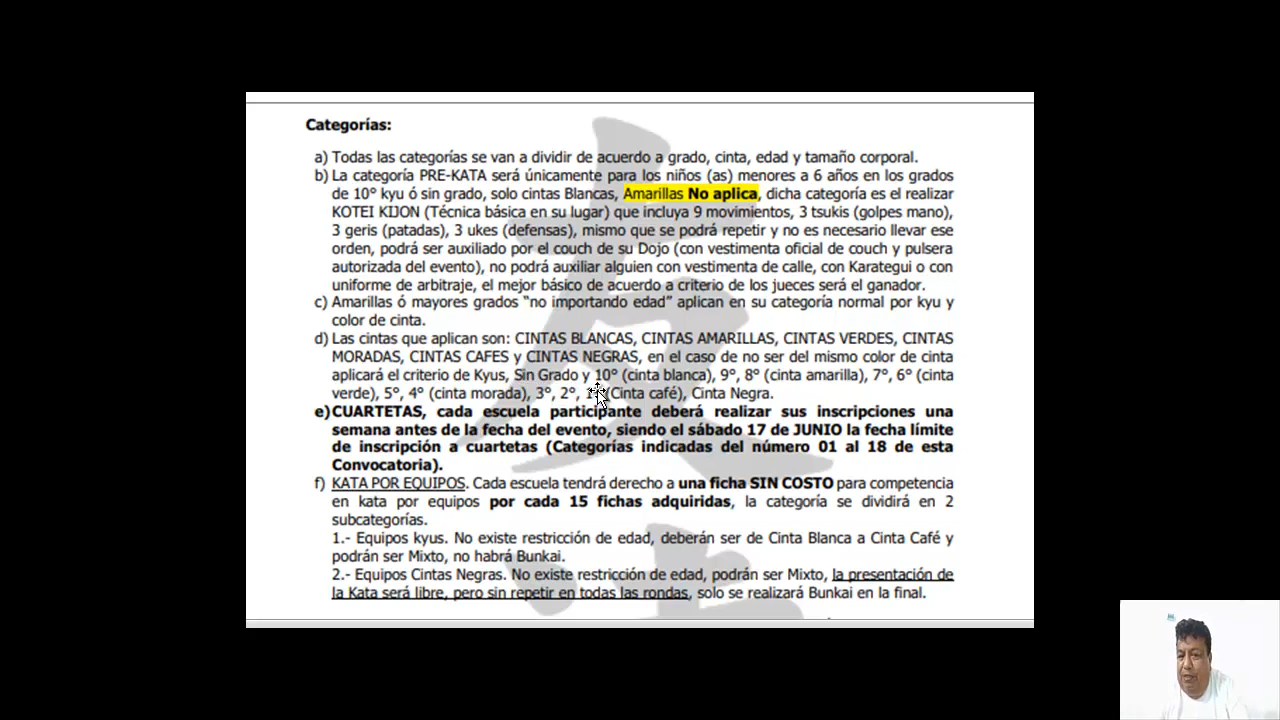 Categorías:
a) Todas las categorías se van a dividir de acuerdo a grado, cinta, edad y tamaño corporal.
b) La categoría PRE-KATA será únicamente para los niños (as) menores a 6 años en los grados
de 10° kyu ó sin grado, solo cintas Blancas, Amarillas No aplica, dicha categoría es el realizar
KOTEI KIJON (Técnica básica en su lugar) que incluya 9 movimientos, 3 tsukis (golpes mano),
3 geris (patadas), 3 ukes (defensas), mismo que se podrá repetir y no es necesario llevar ese
orden, podrá ser auxiliado por el couch de su Dojo (con vestimenta oficial de couch y pulsera
autorizada del evento), no podrá auxiliar alguien con vestimenta de calle, con Karategui o con
uniforme de arbitraje, el mejor básico de acuerdo a criterio de los jueces será el ganador.
c) Amarillas ó mayores grados “no importando edad” aplican en su categoría normal por kyu y
color de cinta.
d) Las cintas que aplican son: CINTAS BLANCAS, CINTAS AMARILLAS, CINTAS VERDES, CINTAS
MORADAS, CINTAS CAFES y CINTAS NEGRAS, en el caso de no ser del mismo color de cinta
aplicará el criterio de Kyus, Sin Grado y 10° (cinta blanca), 9°, 8° (cinta amarilla), 7°, 6° (cinta
verde), 5°, 4° (cinta morada), 3°, 2°, (Cinta café), Cinta Negra.
e) CUARTETAS, cada escuela participante deberá realizar sus inscripciones una
semana antes de la fecha del evento, siendo el sábado 17 de JUNIO la fecha límite
de inscripción a cuartetas (Categorías indicadas del número 01 al 18 de esta
Convocatoria).
f) KATA POR EQUIPOS. Cada escuela tendrá derecho a una ficha SIN COSTO para competencia
en kata por equipos por cada 15 fichas adquiridas, la categoría se dividirá en 2
subcategorías.
1.- Equipos kyus. No existe restricción de edad, deberán ser de Cinta Blanca a Cinta Café y
podrán ser Mixto, no habrá Bunkai.
2.- Equipos Cintas Negras. No existe restricción de edad, podrán ser Mixto, la presentación de
la Kata será libre, pero sin repetir en todas las rondas, solo se realizará Bunkai en la final.